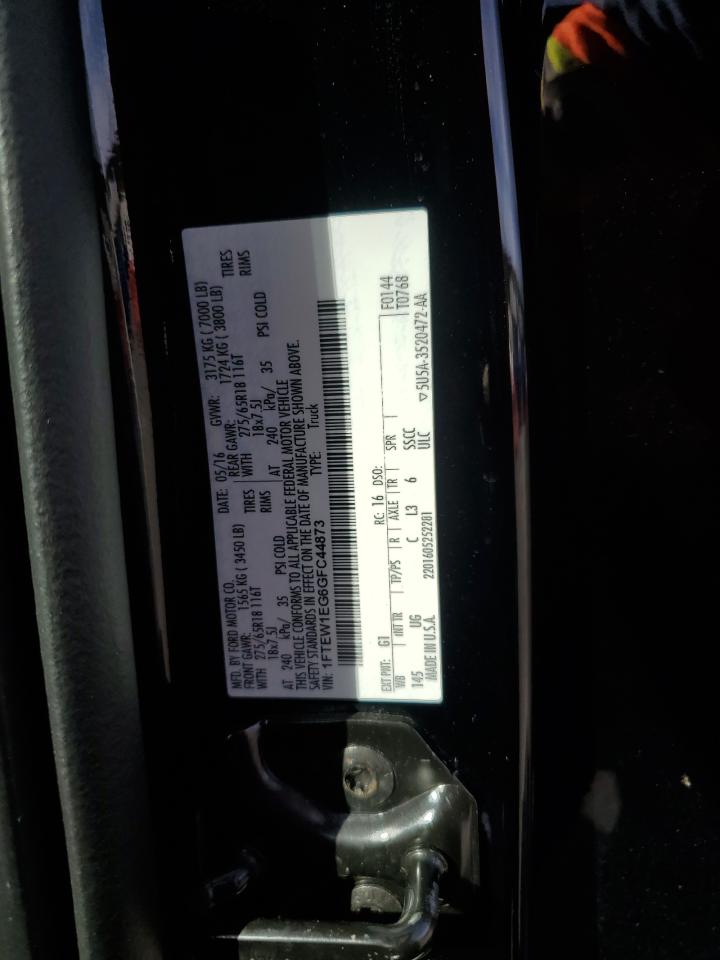 MFD. BY FORD MOTOR CO. DATE: 05/16 GVWR: 3175 KG ( 7000 LB)
FRONT GAWR: 1565 KG ( 3450 LB) REAR GAWR: 1724 KG ( 3800 LB)
WITH 275/65R18 116T TIRES WITH 275/65R18 116T TIRES
18x7.5J RIMS 18x7.5J RIMS
AT 240 kPa/ 35 PSI COLD AT 240 kPa/ 35 PSI COLD
THIS VEHICLE CONFORMS TO ALL APPLICABLE FEDERAL MOTOR VEHICLE
SAFETY STANDARDS IN EFFECT ON THE DATE OF MANUFACTURE SHOWN ABOVE.
VIN: 1FTEW1EG6GFC44873 TYPE: Truck
EXT PNT: G1 RC: 16 DSO: F0144
WB INT TR TP/PS R AXLE TR SPR T0768
145 UG C L3 6 SSCC
MADE IN U.S.A. 2201605252281 ULC ▽5U5A-3520472-AA